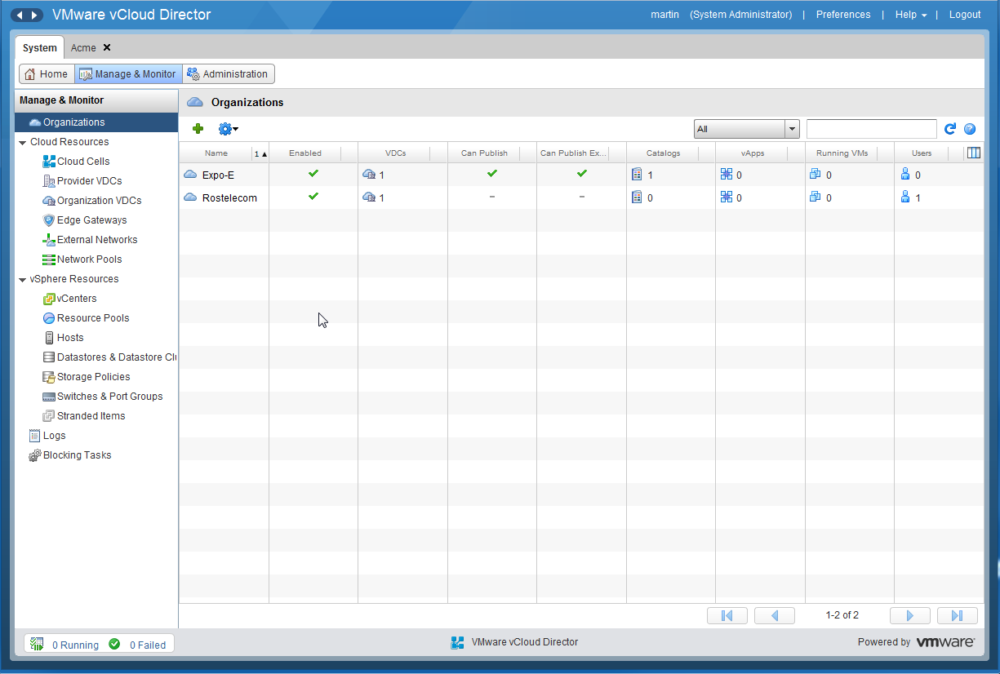 VMware vCloud Director
martin (System Administrator) | Preferences | Help | Logout
System Acme
Home Manage & Monitor Administration
Manage & Monitor
Organizations
Cloud Resources
Cloud Cells
Provider VDCs
Organization VDCs
Edge Gateways
External Networks
Network Pools
vSphere Resources
vCenters
Resource Pools
Hosts
Datastores & Datastore Clu
Storage Policies
Switches & Port Groups
Stranded Items
Logs
Blocking Tasks
Organizations
All
Name 1 ▲ Enabled VDCs Can Publish Can Publish Ex... Catalogs vApps Running VMs Users
Expo-E 1 1 0 0 0
Rostelecom 1 – – 0 0 0 1
1-2 of 2
0 Running 0 Failed
VMware vCloud Director
Powered by vmware